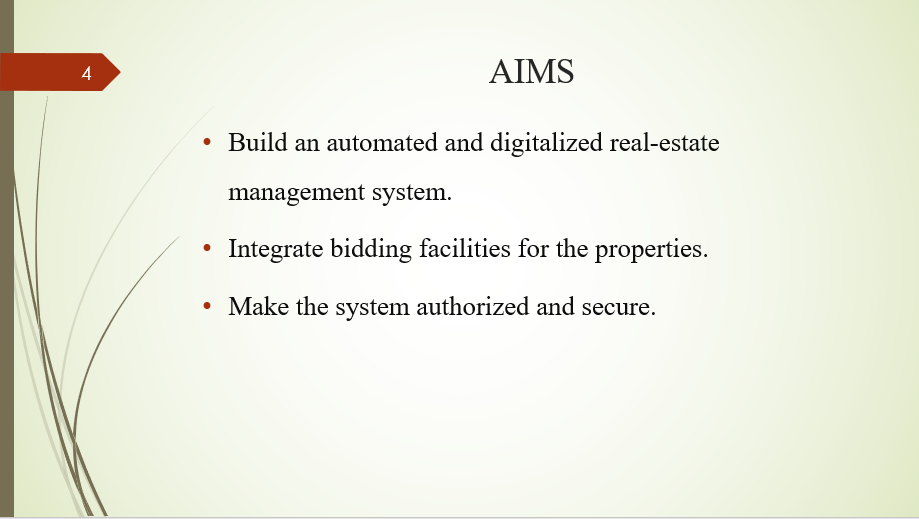 4
AIMS
• Build an automated and digitalized real-estate
management system.
• Integrate bidding facilities for the properties.
• Make the system authorized and secure.